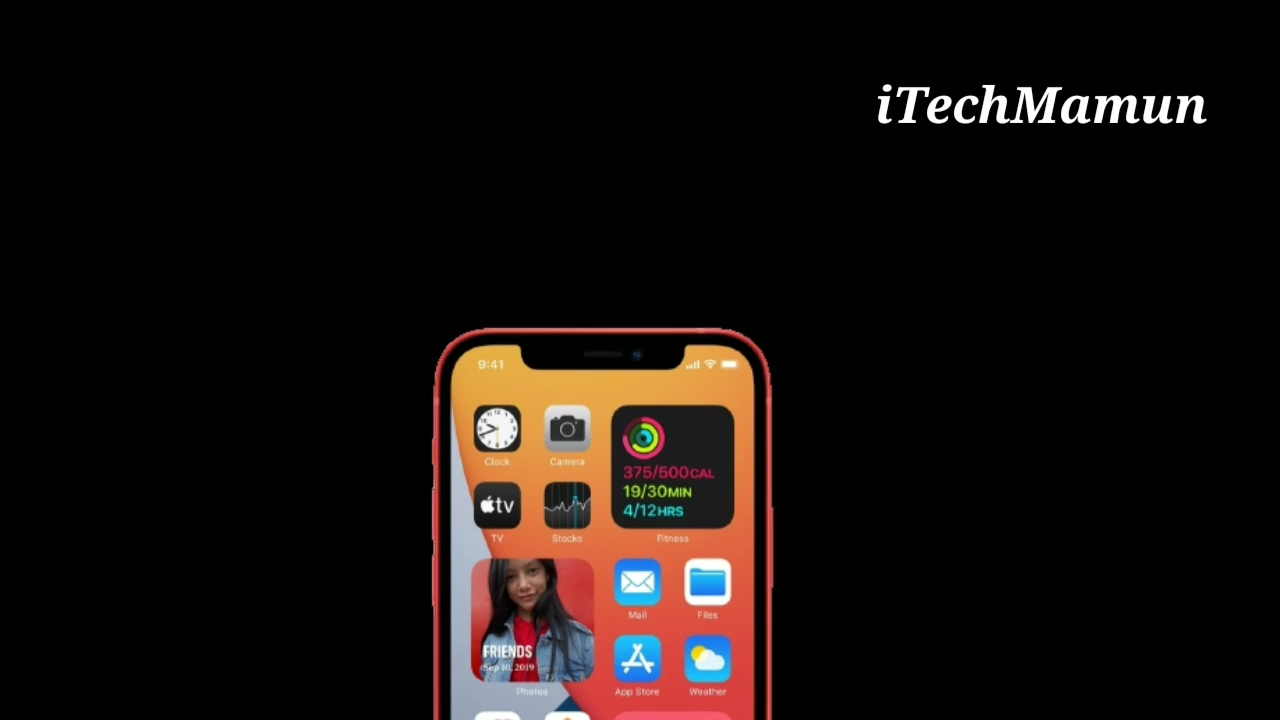 iTechMamun
9:41
Clock
Camera
375/500CAL
19/30MIN
4/12HRS
tv
TV
Stocks
Fitness
Mail
Files
FRIENDS
Sep 10, 2019
Photos
App Store
Weather